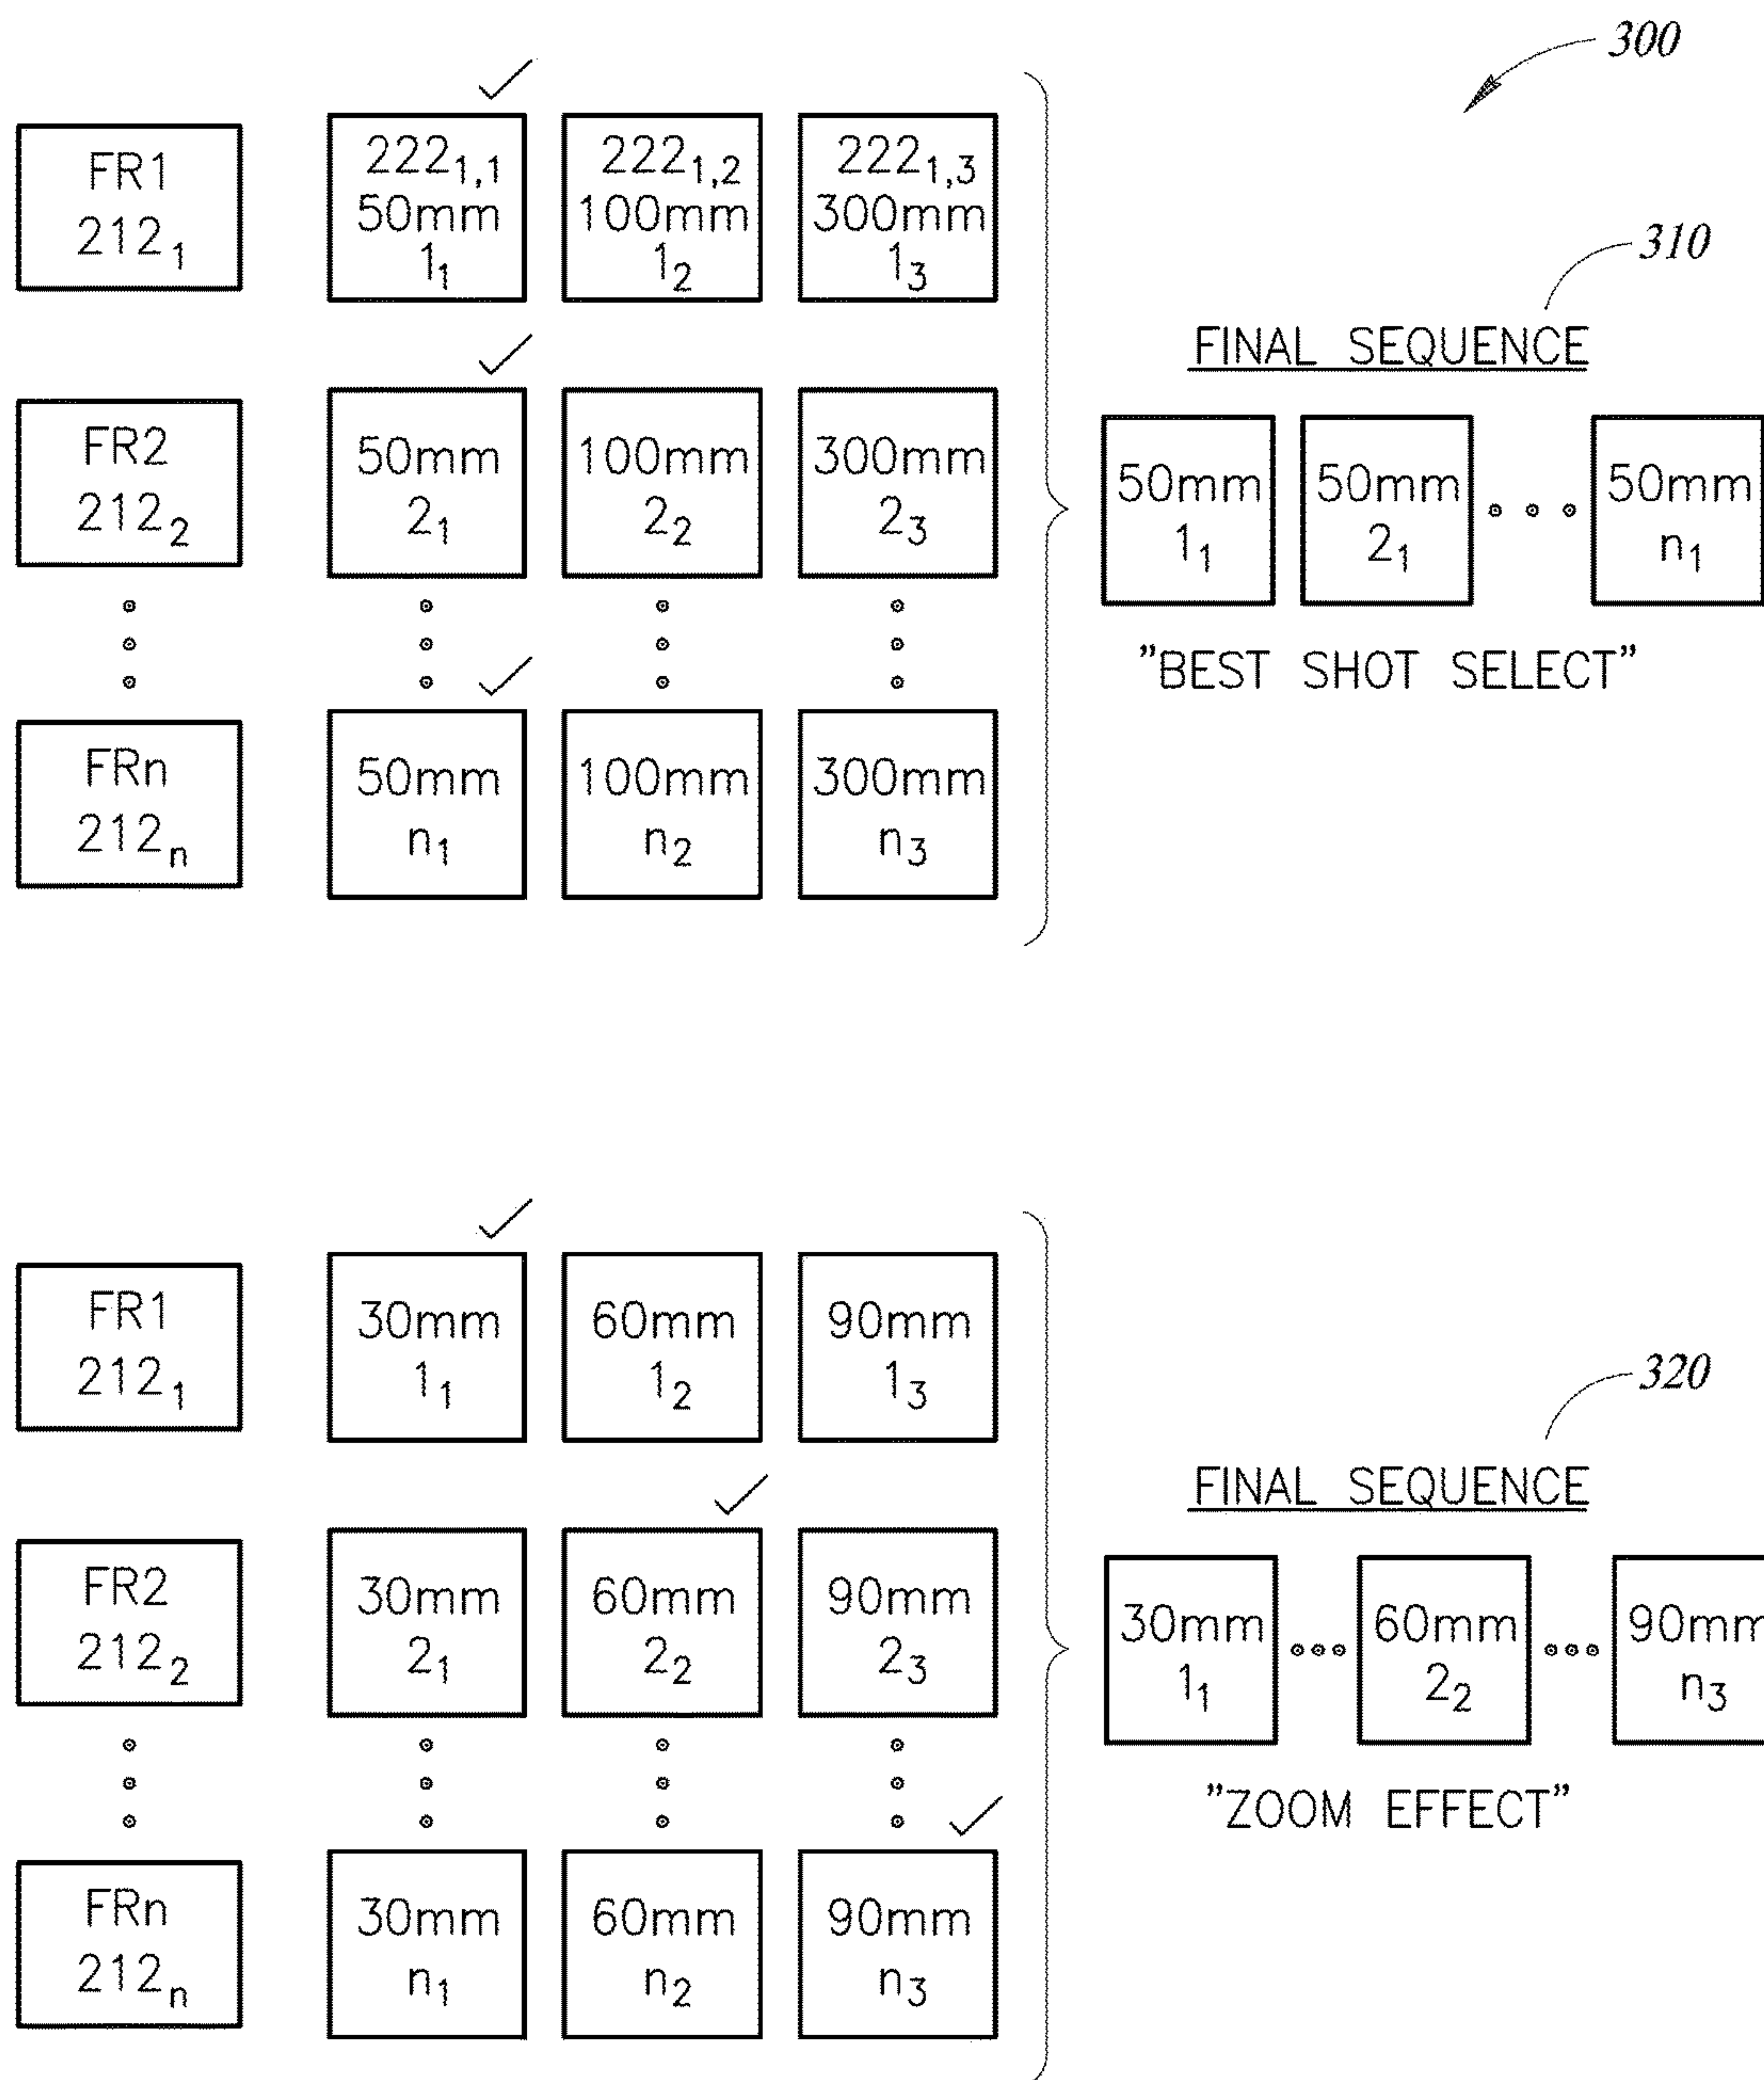 300
FR1
212₁
222₁,₁
50mm
1₁
222₁,₂
100mm
1₂
222₁,₃
300mm
1₃
310
FINAL SEQUENCE
FR2
212₂
50mm
2₁
100mm
2₂
300mm
2₃
50mm
1₁
50mm
2₁
50mm
n₁
"BEST SHOT SELECT"
FRn
212ₙ
50mm
n₁
100mm
n₂
300mm
n₃
FR1
212₁
30mm
1₁
60mm
1₂
90mm
1₃
320
FINAL SEQUENCE
FR2
212₂
30mm
2₁
60mm
2₂
90mm
2₃
30mm
1₁
60mm
2₂
90mm
n₃
"ZOOM EFFECT"
FRn
212ₙ
30mm
n₁
60mm
n₂
90mm
n₃